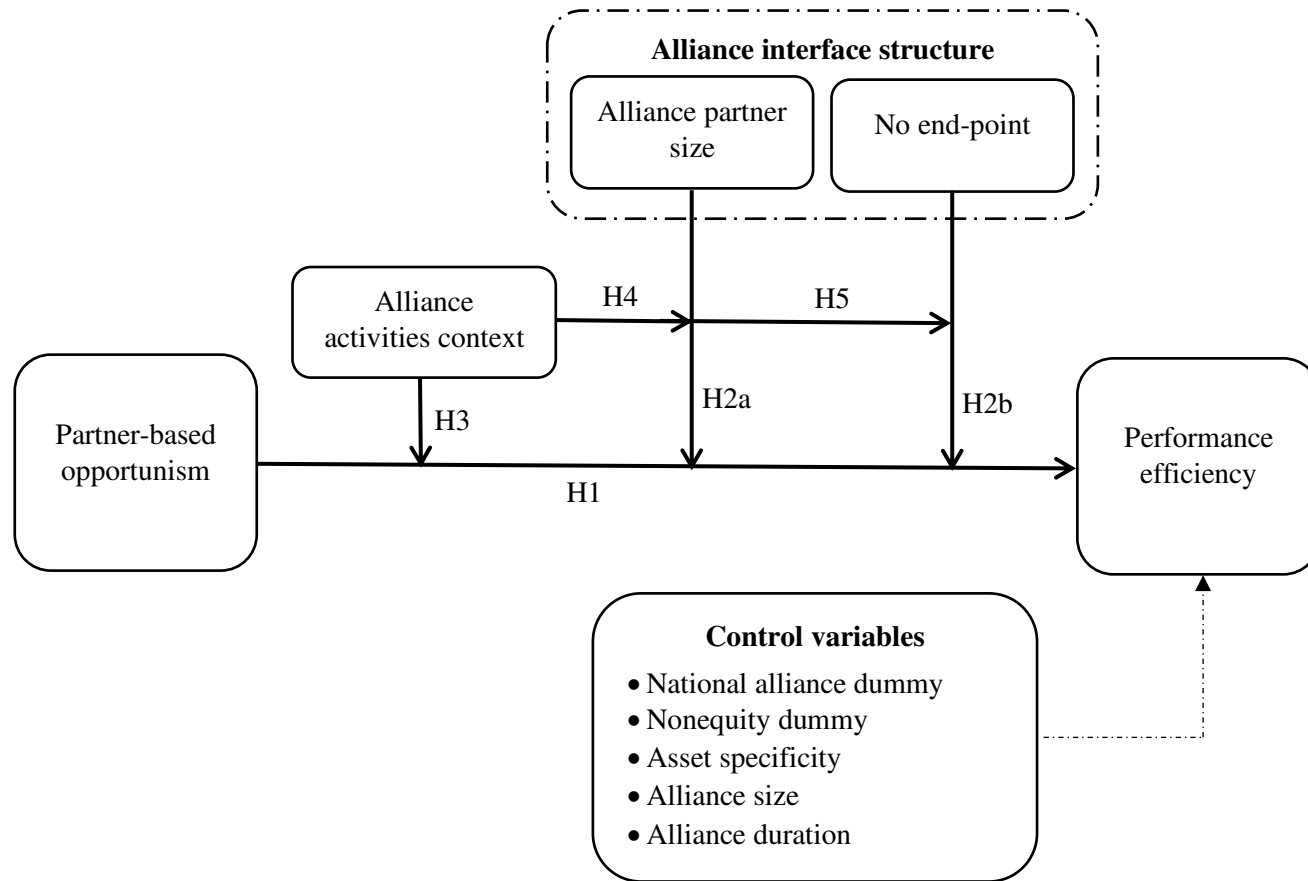 Alliance interface structure
Alliance partner
size
No end-point
Alliance
activities context
H4
H5
H3
H2a
H2b
Partner-based
opportunism
H1
Performance
efficiency
Control variables
• National alliance dummy
• Nonequity dummy
• Asset specificity
• Alliance size
• Alliance duration